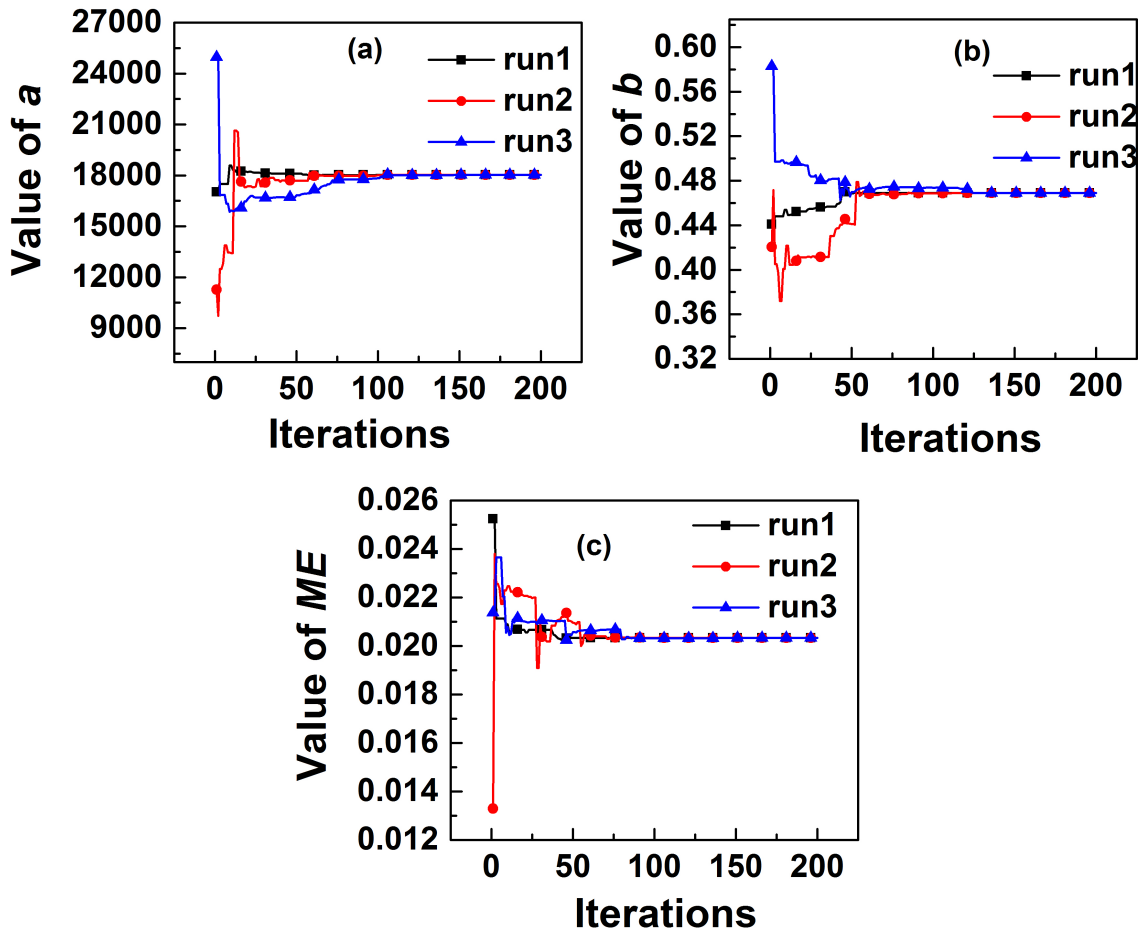 (a)
run1
run2
run3
27000
24000
21000
18000
15000
12000
9000
Value of a
0 50 100 150 200
Iterations
(b)
run1
run2
run3
0.60
0.56
0.52
0.48
0.44
0.40
0.36
0.32
Value of b
0 50 100 150 200
Iterations
(c)
run1
run2
run3
0.026
0.024
0.022
0.020
0.018
0.016
0.014
0.012
Value of ME
0 50 100 150 200
Iterations